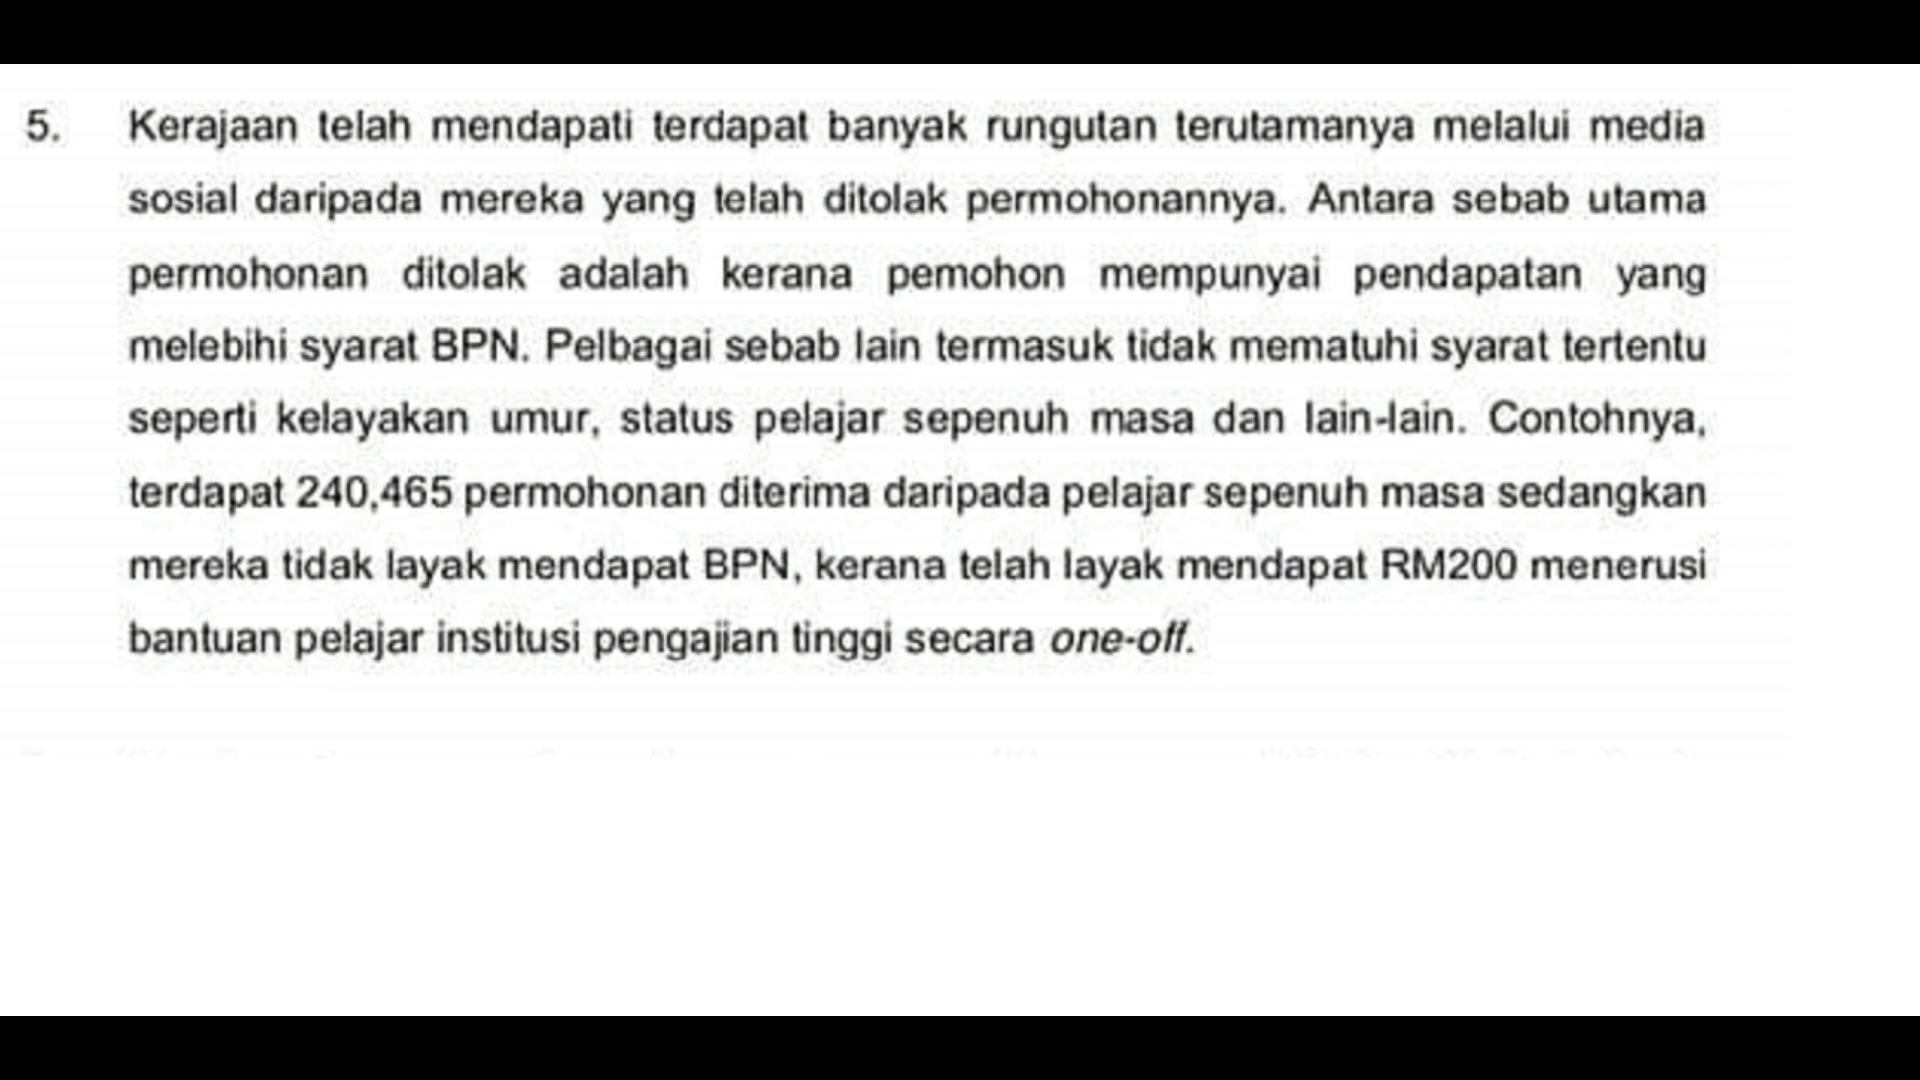 5. Kerajaan telah mendapati terdapat banyak rungutan terutamanya melalui media
sosial daripada mereka yang telah ditolak permohonannya. Antara sebab utama
permohonan ditolak adalah kerana pemohon mempunyai pendapatan yang
melebihi syarat BPN. Pelbagai sebab lain termasuk tidak mematuhi syarat tertentu
seperti kelayakan umur, status pelajar sepenuh masa dan lain-lain. Contohnya,
terdapat 240,465 permohonan diterima daripada pelajar sepenuh masa sedangkan
mereka tidak layak mendapat BPN, kerana telah layak mendapat RM200 menerusi
bantuan pelajar institusi pengajian tinggi secara one-off.